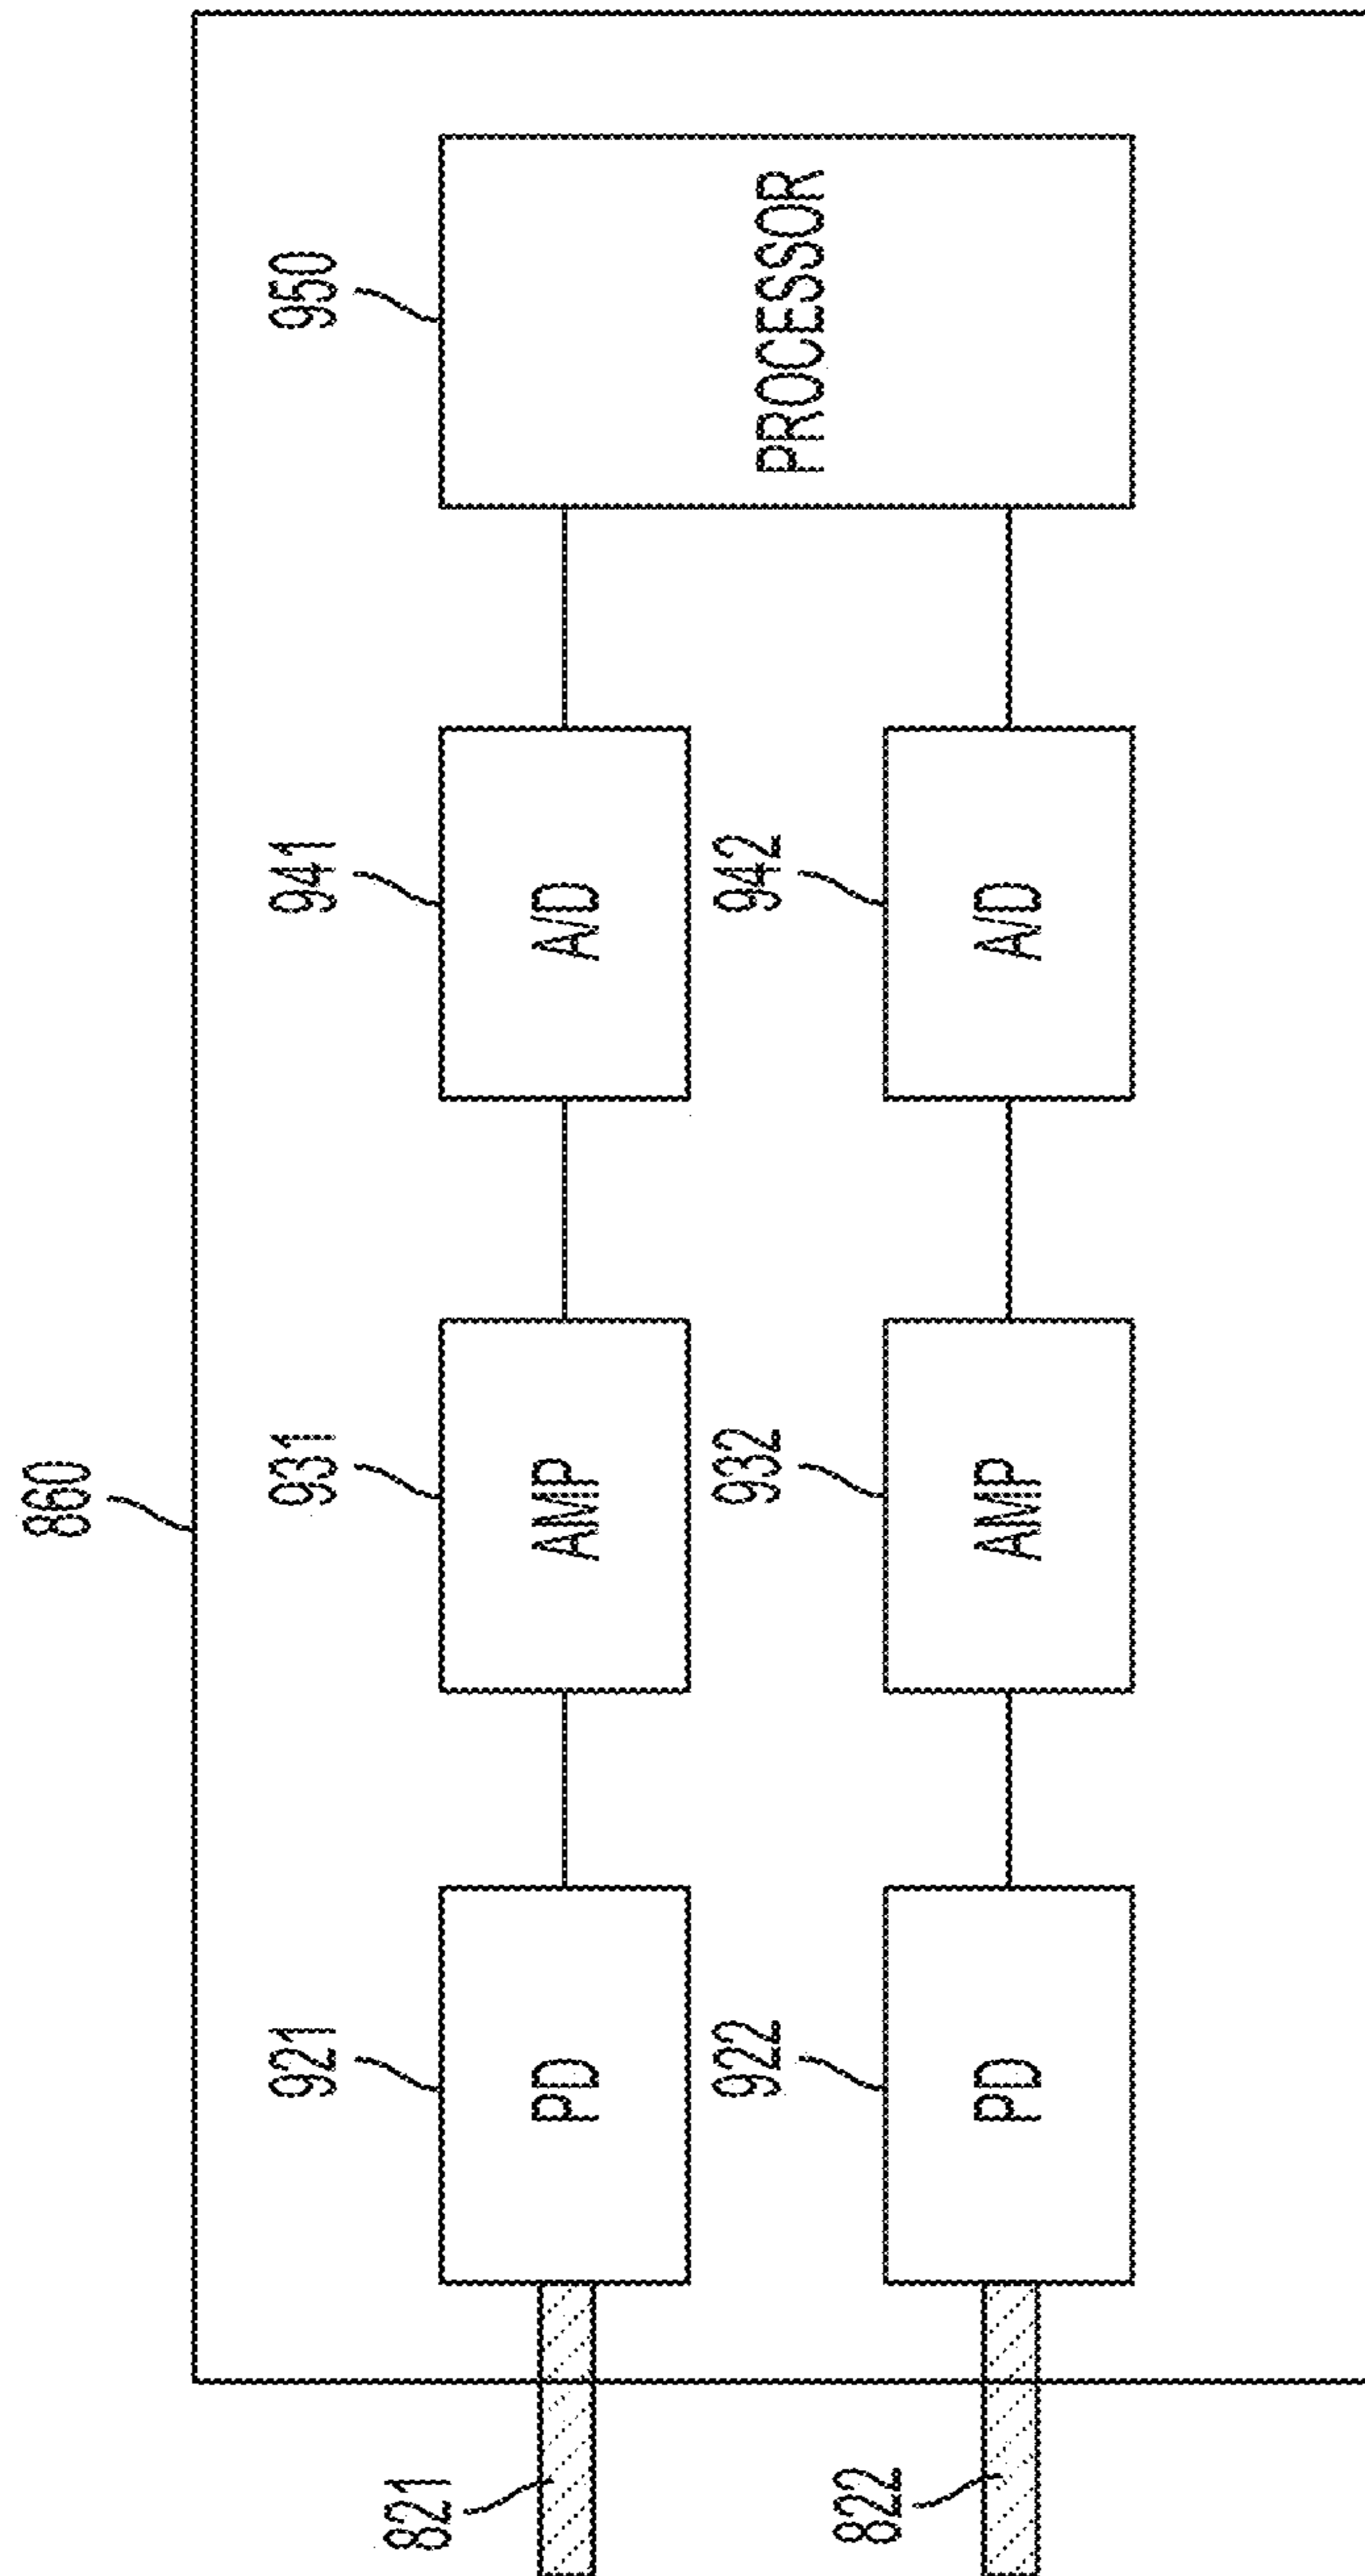 860
921
931
941
950
PD
AMP
A/D
PROCESSOR
821
922
932
942
PD
AMP
A/D
822